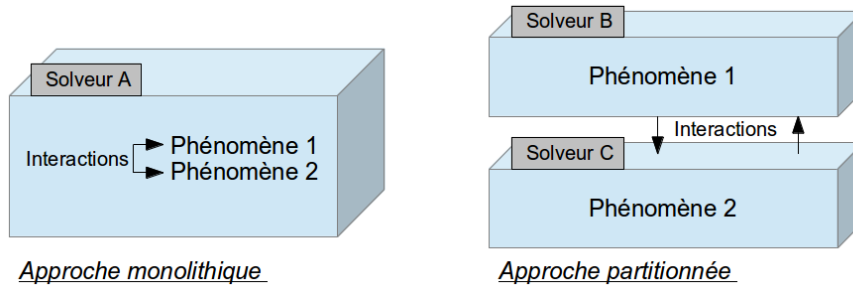 Solveur A
Interactions
Phénomène 1
Phénomène 2
Approche monolithique
Solveur B
Phénomène 1
Interactions
Solveur C
Phénomène 2
Approche partitionnée